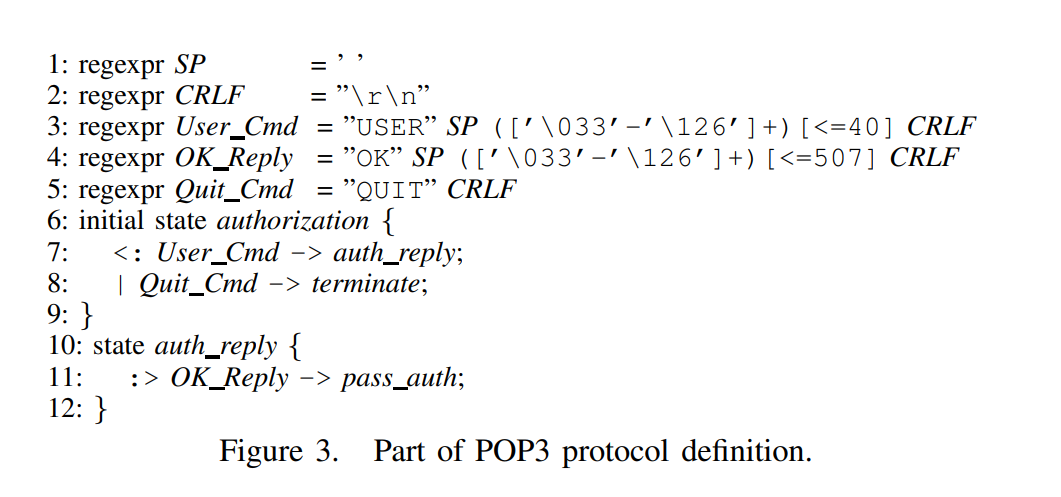 1: regexpr SP = ’ ’
2: regexpr CRLF = ”\r\n”
3: regexpr User_Cmd = ”USER” SP (['\033'-'\126']+)[<=40] CRLF
4: regexpr OK_Reply = ”OK” SP (['\033'-'\126']+)[<=507] CRLF
5: regexpr Quit_Cmd = ”QUIT” CRLF
6: initial state authorization {
7: <: User_Cmd -> auth_reply;
8: | Quit_Cmd -> terminate;
9: }
10: state auth_reply {
11: :> OK_Reply -> pass_auth;
12: }
Figure 3. Part of POP3 protocol definition.